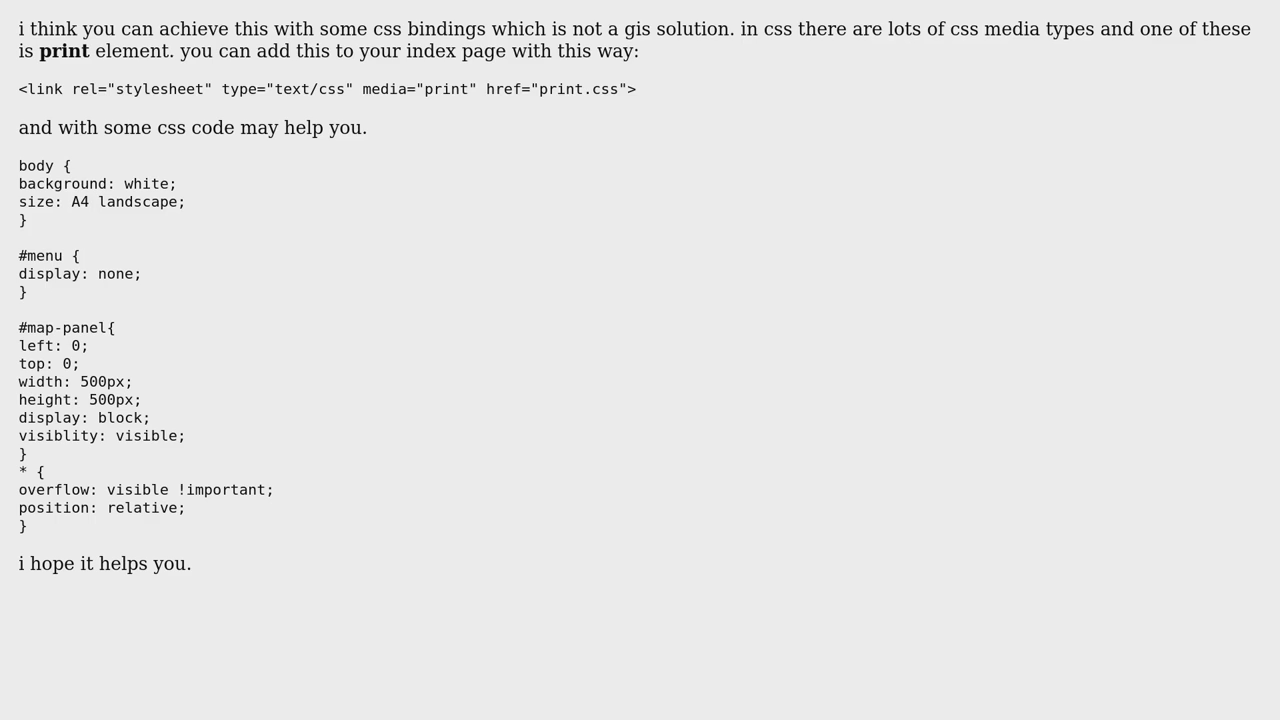 i think you can achieve this with some css bindings which is not a gis solution. in css there are lots of css media types and one of these
is print element. you can add this to your index page with this way:
<link rel="stylesheet" type="text/css" media="print" href="print.css">
and with some css code may help you.
body {
background: white;
size: A4 landscape;
}
#menu {
display: none;
}
#map-panel{
left: 0;
top: 0;
width: 500px;
height: 500px;
display: block;
visiblity: visible;
}
* {
overflow: visible !important;
position: relative;
}
i hope it helps you.